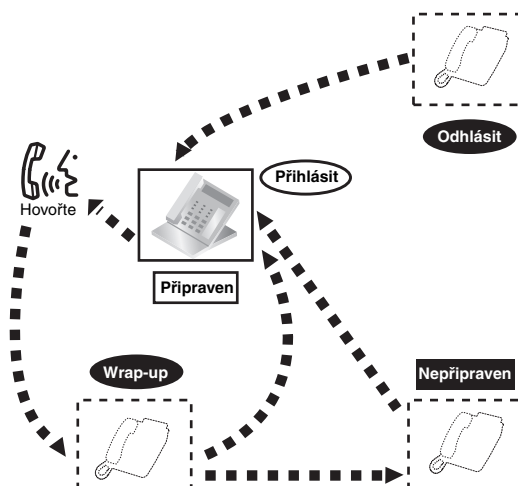 Odhlásit
Přihlásit
Hovořte
Připraven
Wrap-up
Nepřipraven